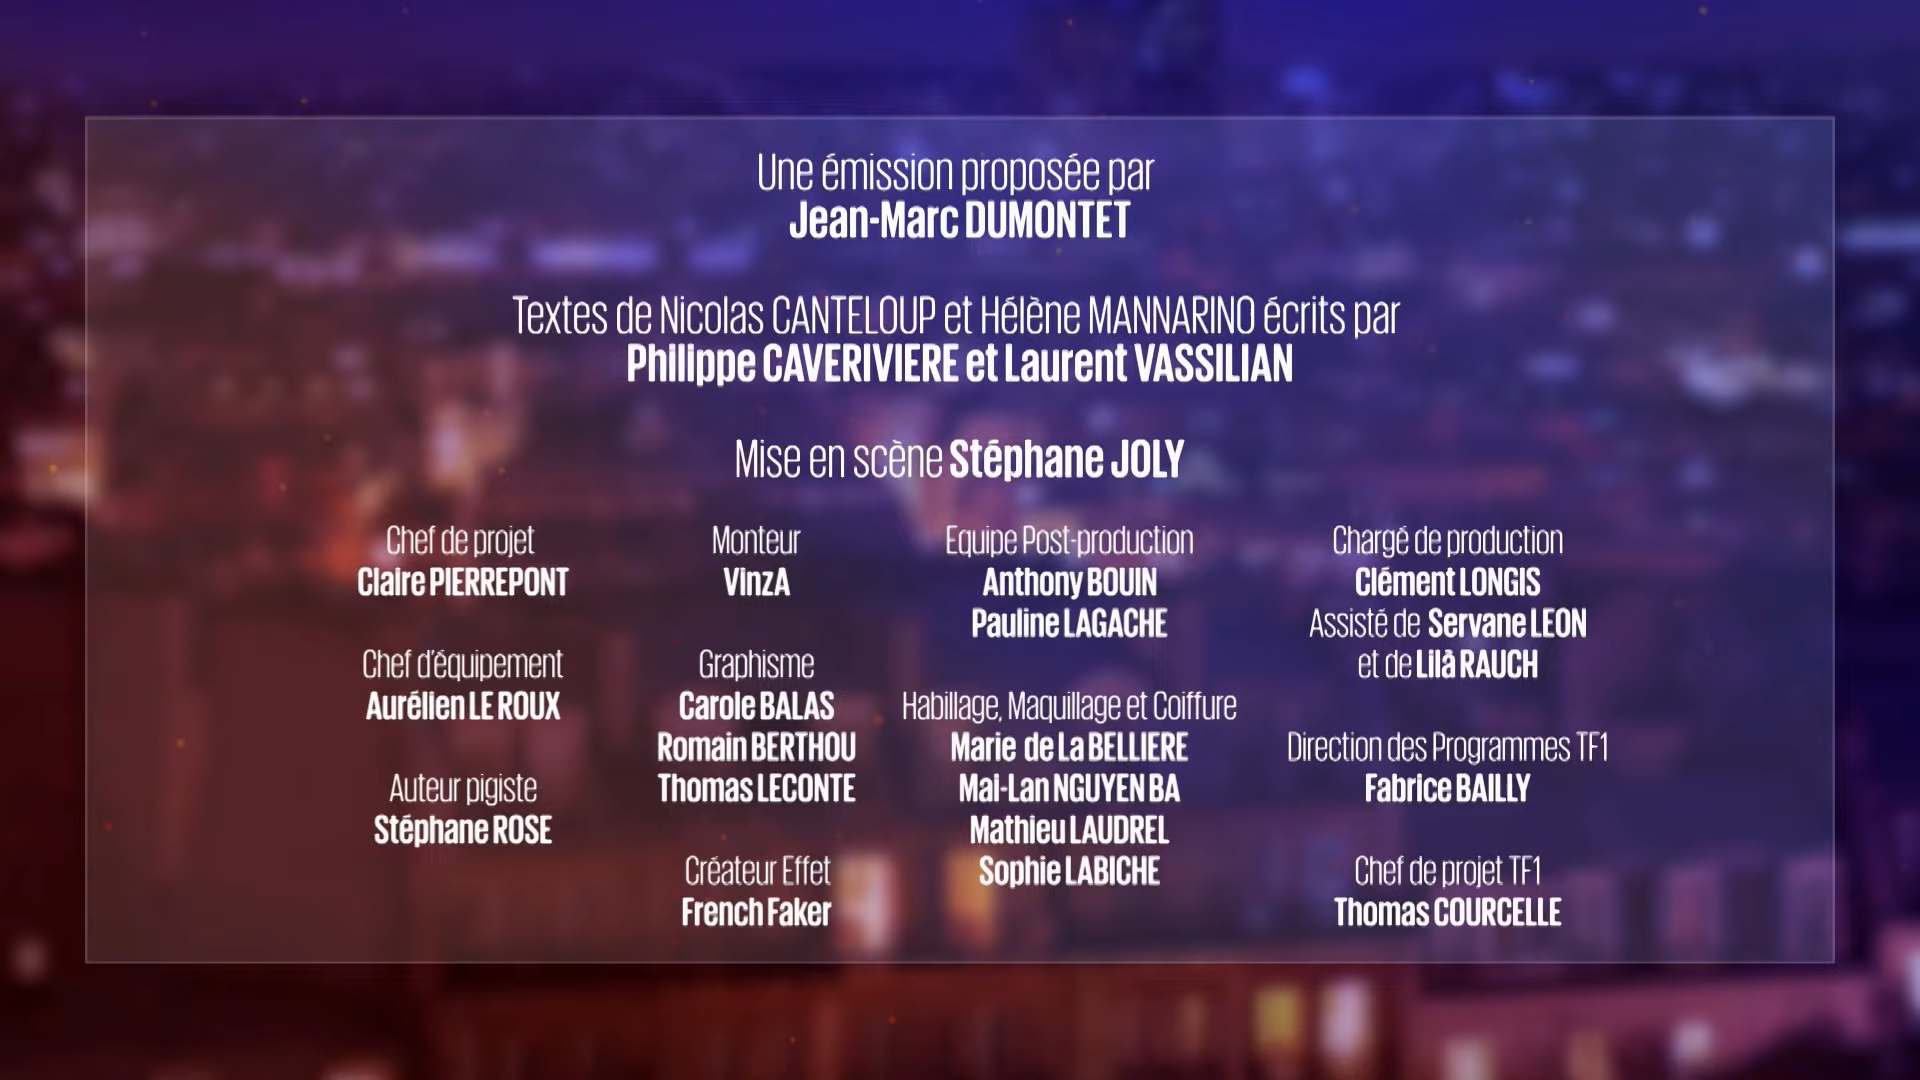 Une émission proposée par
Jean-Marc DUMONTET
Textes de Nicolas CANTELOUP et Hélène MANNARINO écrits par
Philippe CAVERIVIERE et Laurent VASSILIAN
Mise en scène Stéphane JOLY
Chef de projet
Claire PIERREPONT
Chef d'équipement
Aurélien LE ROUX
Auteur pigiste
Stéphane ROSE
Monteur
VinzA
Graphisme
Carole BALAS
Romain BERTHOU
Thomas LECONTE
Créateur Effet
French Faker
Equipe Post-production
Anthony BOUIN
Pauline LAGACHE
Habillage, Maquillage et Coiffure
Marie de La BELLIERE
Mai-Lan NGUYEN BA
Mathieu LAUDREL
Sophie LABICHE
Chargé de production
Clément LONGIS
Assisté de Servane LEON
et de Lilà RAUCH
Direction des Programmes TF1
Fabrice BAILLY
Chef de projet TF1
Thomas COURCELLE